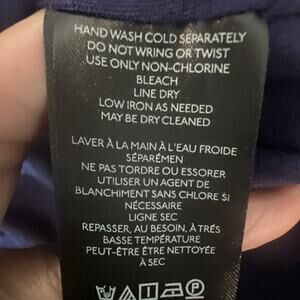 HAND WASH COLD SEPARATELY
DO NOT WRING OR TWIST
USE ONLY NON-CHLORINE
BLEACH
LINE DRY
LOW IRON AS NEEDED
MAY BE DRY CLEANED
LAVER À LA MAIN À L'EAU FROIDE
SÉPARÉMEN
NE PAS TORDRE OU ESSORER
UTILISER UN AGENT DE
BLANCHIMENT SANS CHLORE SI
NÉCESSAIRE
LIGNE SEC
REPASSER, AU BESOIN, À TRÉS
BASSE TEMPÉRATURE
PEUT-ÊTRE ÊTRE NETTOYÉE
À SEC